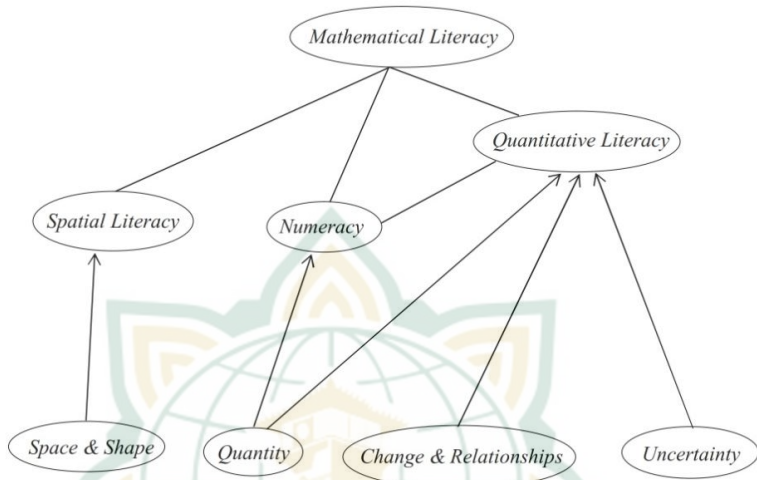 Mathematical Literacy
Quantitative Literacy
Spatial Literacy
Numeracy
Space & Shape
Quantity
Change & Relationships
Uncertainty